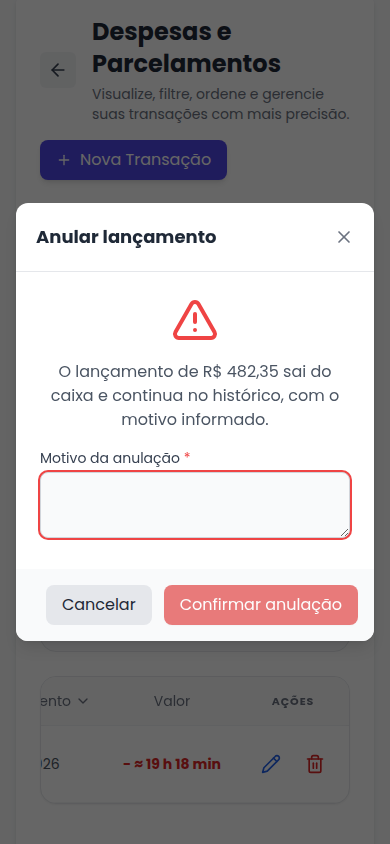 Despesas e
Parcelamentos
Visualize, filtre, ordene e gerencie
suas transações com mais precisão.
+ Nova Transação
Anular lançamento
O lançamento de R$ 482,35 sai do
caixa e continua no histórico, com o
motivo informado.
Motivo da anulação *
Cancelar
Confirmar anulação
ento
Valor
AÇÕES
026
- ≈ 19 h 18 min